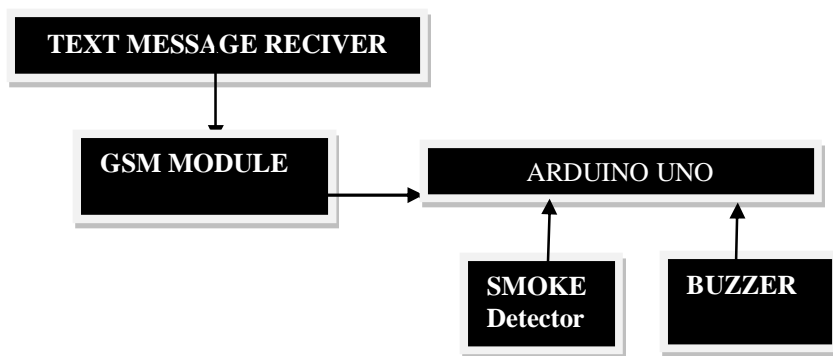 TEXT MESSAGE RECIVER
GSM MODULE
ARDUINO UNO
SMOKE
Detector
BUZZER